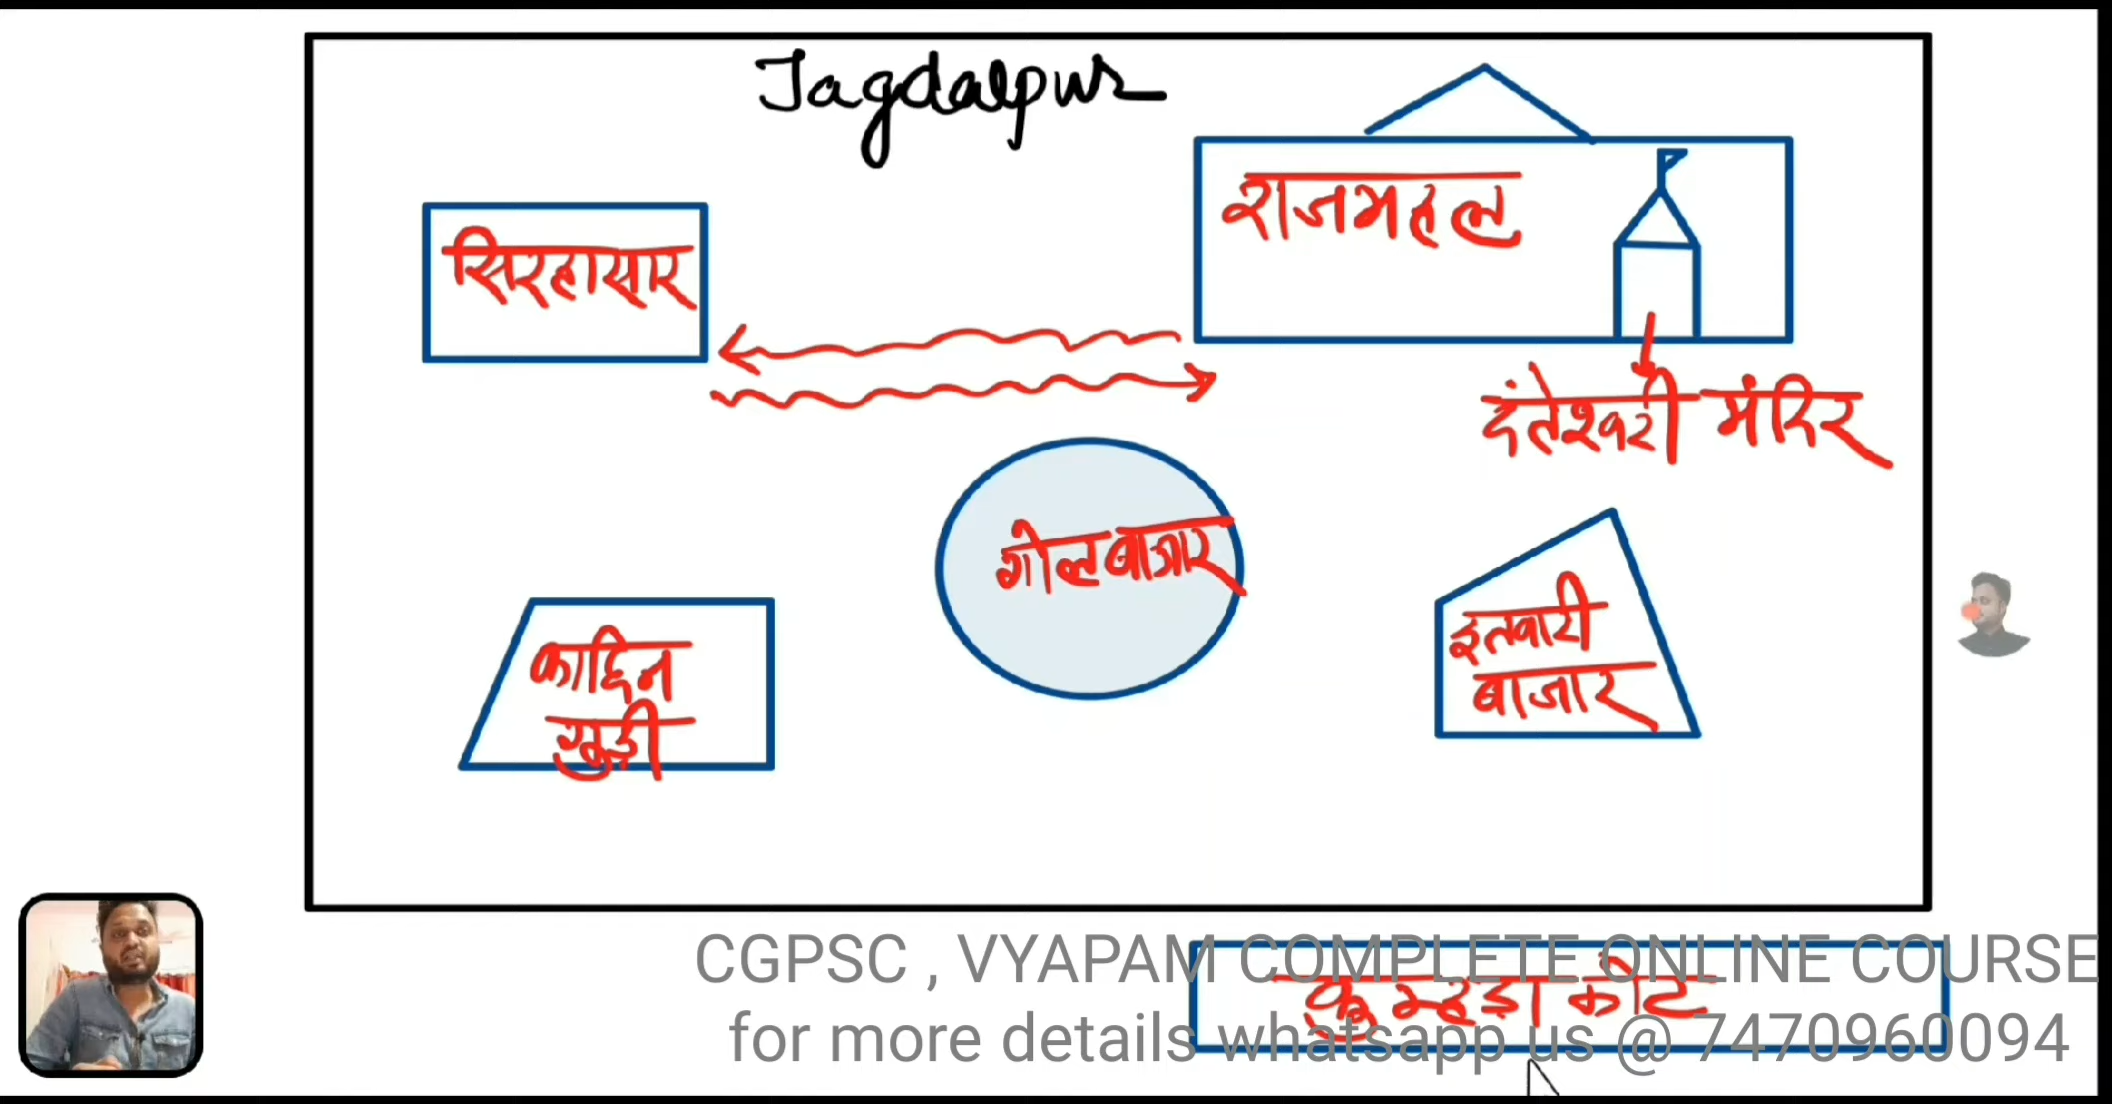 Jagdalpur
राजमहल
सिरहासार
दंतेश्वरी मंदिर
गोलबाजार
इतवारी
बाजार
काछिन
गुड़ी
CGPSC , VYAPAM COMPLETE ONLINE COURSE
कुम्हड़ा कोट
for more details whatsapp us @ 7470960094